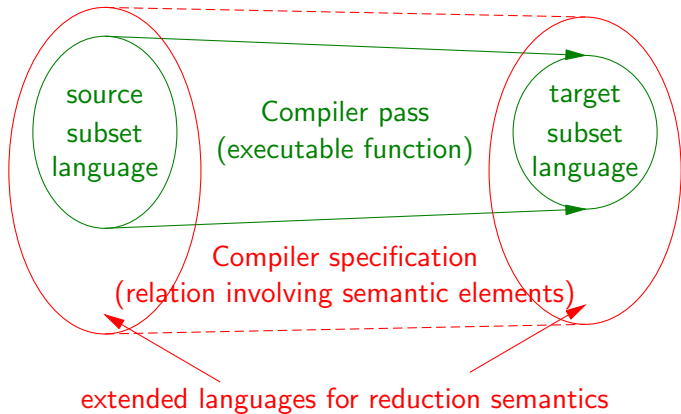 source
subset
language
Compiler pass
(executable function)
target
subset
language
Compiler specification
(relation involving semantic elements)
extended languages for reduction semantics